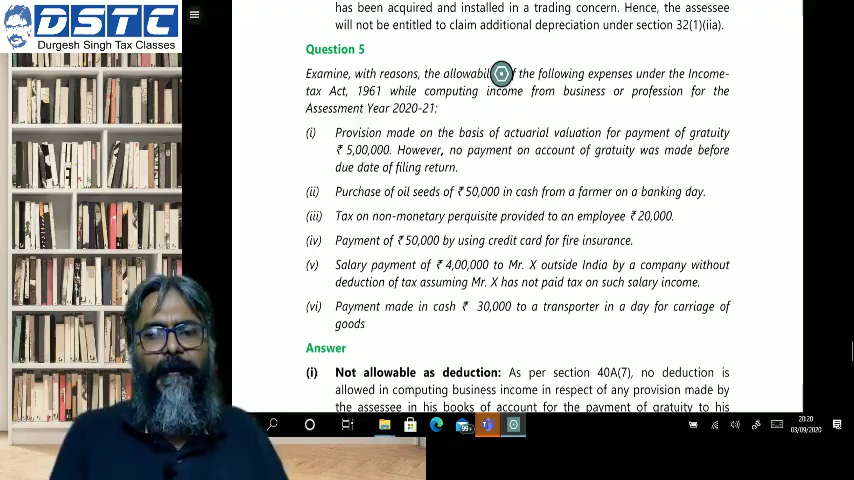 DSTC
Durgesh Singh Tax Classes
has been acquired and installed in a trading concern. Hence, the assessee
will not be entitled to claim additional depreciation under section 32(1)(iia).
Question 5
Examine, with reasons, the allowabili f the following expenses under the Income-
tax Act, 1961 while computing income from business or profession for the
Assessment Year 2020-21:
(i) Provision made on the basis of actuarial valuation for payment of gratuity
₹ 5,00,000. However, no payment on account of gratuity was made before
due date of filing return.
(ii) Purchase of oil seeds of ₹ 50,000 in cash from a farmer on a banking day.
(iii) Tax on non-monetary perquisite provided to an employee ₹ 20,000.
(iv) Payment of ₹ 50,000 by using credit card for fire insurance.
(v) Salary payment of ₹ 4,00,000 to Mr. X outside India by a company without
deduction of tax assuming Mr. X has not paid tax on such salary income.
(vi) Payment made in cash ₹ 30,000 to a transporter in a day for carriage of
goods
Answer
(i) Not allowable as deduction: As per section 40A(7), no deduction is
allowed in computing business income in respect of any provision made by
the assessee in his books of account for the payment of gratuity to his
99+
20:20
03/09/2020